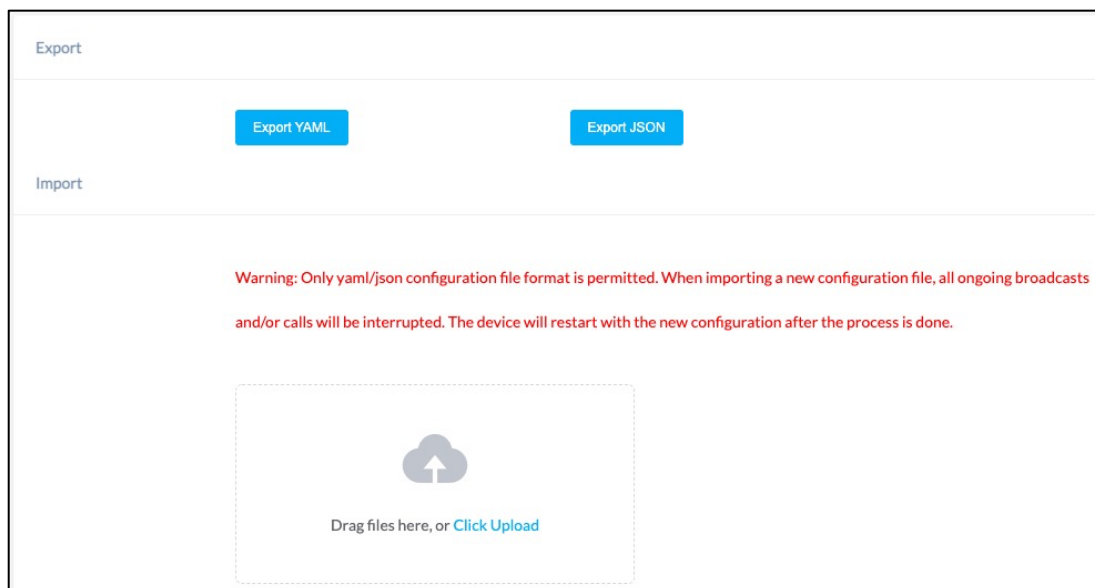 Export
Export YAML
Export JSON
Import
Warning: Only yaml/json configuration file format is permitted. When importing a new configuration file, all ongoing broadcasts
and/or calls will be interrupted. The device will restart with the new configuration after the process is done.
Drag files here, or Click Upload